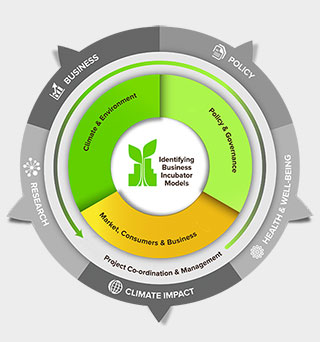 BUSINESS
POLICY
HEALTH & WELL-BEING
CLIMATE IMPACT
RESEARCH
Climate & Environment
Policy & Governance
Market, Consumers & Business
Project Co-ordination & Management
Identifying
Business
Incubator
Models